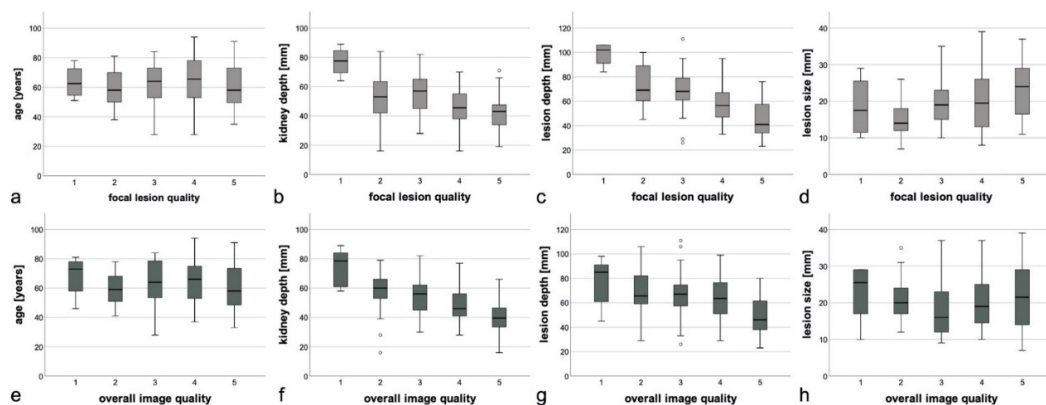 100
80
60
40
20
0
age [years]
1 2 3 4 5
focal lesion quality
a
100
80
60
40
20
0
kidney depth [mm]
1 2 3 4 5
focal lesion quality
b
120
100
80
60
40
20
0
lesion depth [mm]
1 2 3 4 5
focal lesion quality
c
40
30
20
10
0
lesion size [mm]
1 2 3 4 5
focal lesion quality
d
100
80
60
40
20
0
age [years]
1 2 3 4 5
overall image quality
e
100
80
60
40
20
0
kidney depth [mm]
1 2 3 4 5
overall image quality
f
120
100
80
60
40
20
0
lesion depth [mm]
1 2 3 4 5
overall image quality
g
40
30
20
10
0
lesion size [mm]
1 2 3 4 5
overall image quality
h